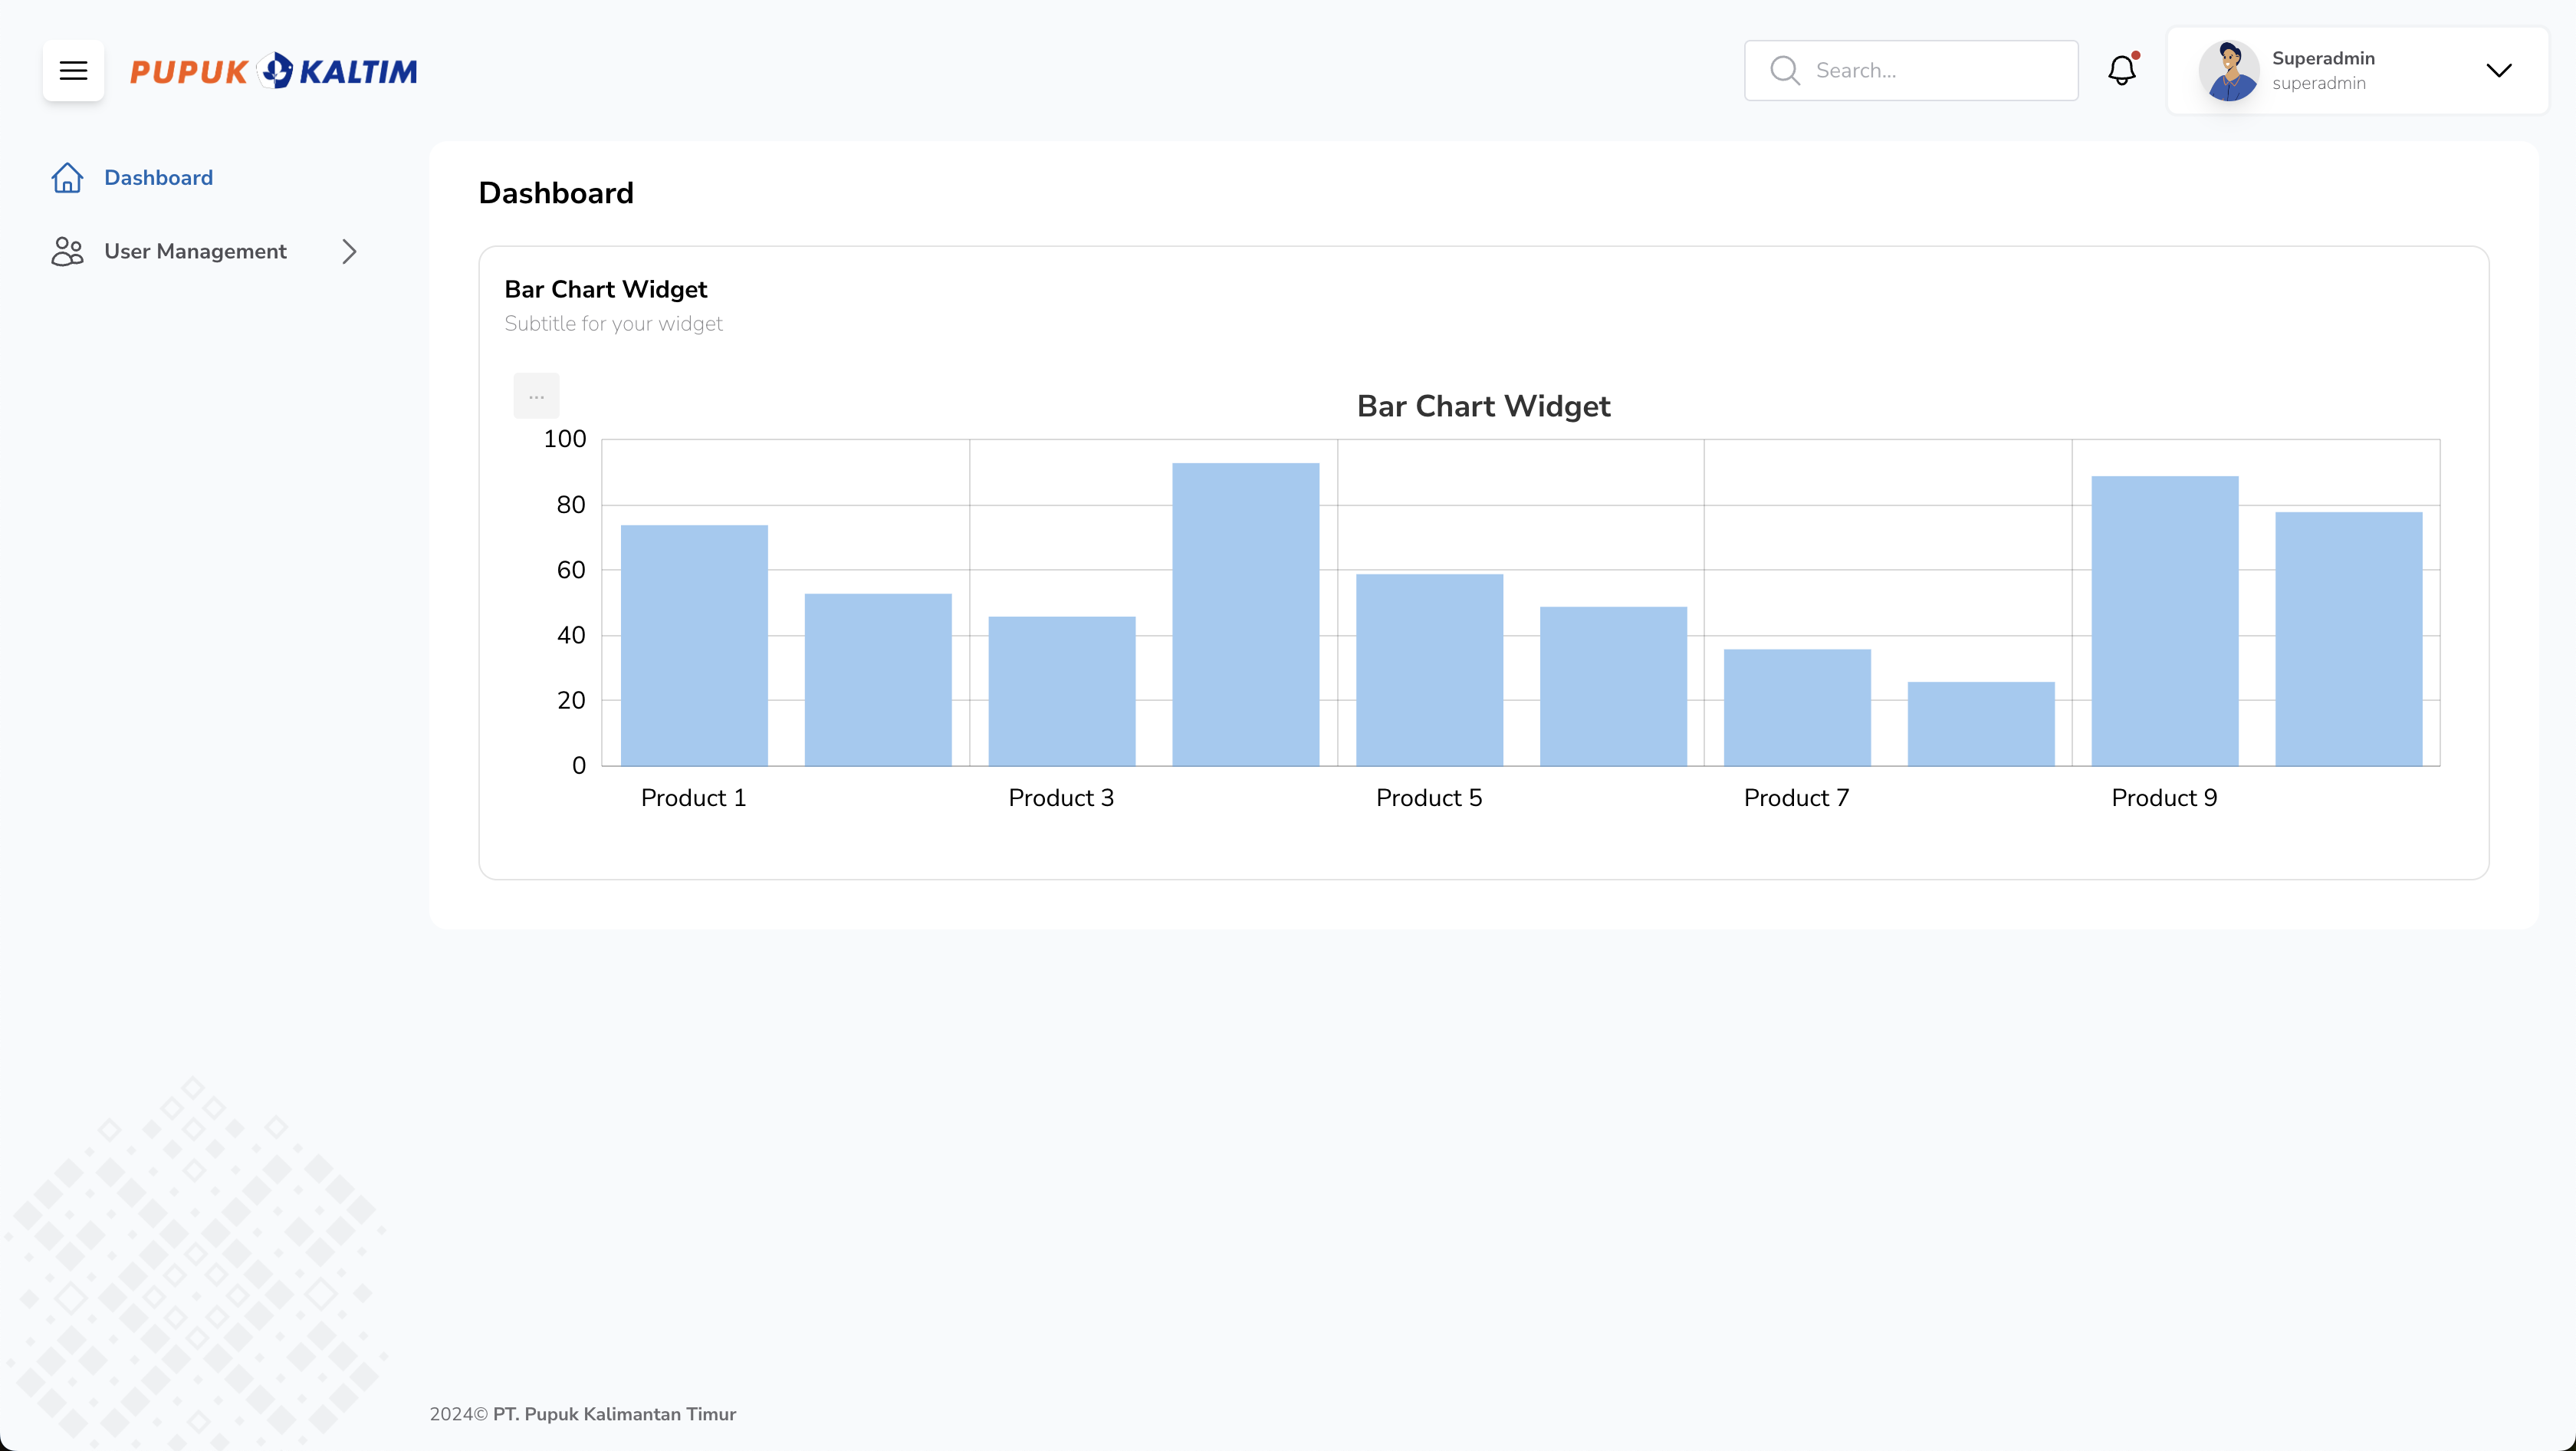 PUPUK KALTIM
Search...
Superadmin
superadmin
Dashboard
User Management
Dashboard
Bar Chart Widget
Subtitle for your widget
...
Bar Chart Widget
100
80
60
40
20
0
Product 1
Product 3
Product 5
Product 7
Product 9
2024© PT. Pupuk Kalimantan Timur